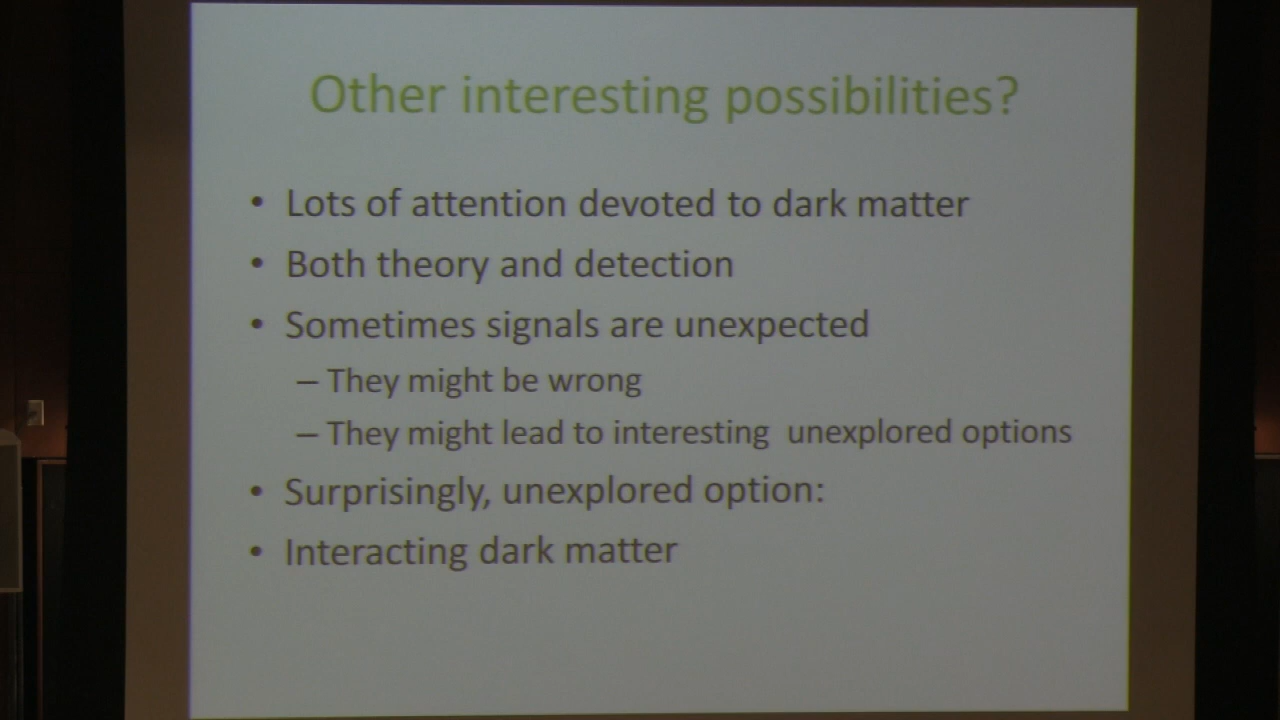 Other interesting possibilities?
• Lots of attention devoted to dark matter
• Both theory and detection
• Sometimes signals are unexpected
– They might be wrong
– They might lead to interesting  unexplored options
• Surprisingly, unexplored option:
• Interacting dark matter